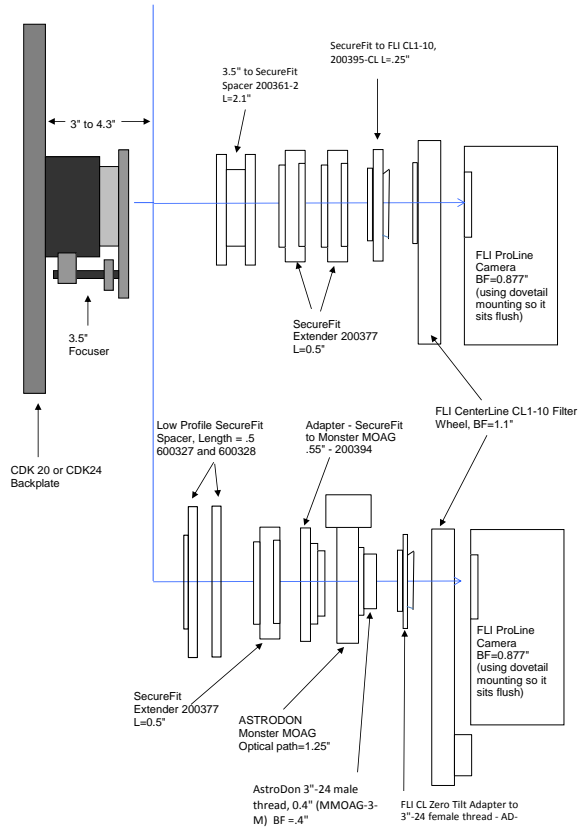 SecureFit to FLI CL1-10,
200395-CL L=.25"
3.5" to SecureFit
Spacer 200361-2
L=2.1"
3" to 4.3"
FLI ProLine
Camera
BF=0.877"
(using dovetail
mounting so it
sits flush)
SecureFit
Extender 200377
L=0.5"
3.5"
Focuser
FLI CenterLine CL1-10 Filter
Wheel, BF=1.1"
Low Profile SecureFit
Spacer, Length = .5
600327 and 600328
Adapter - SecureFit
to Monster MOAG
.55" - 200394
CDK 20 or CDK24
Backplate
FLI ProLine
Camera
BF=0.877"
(using dovetail
mounting so it
sits flush)
SecureFit
Extender 200377
L=0.5"
ASTRODON
Monster MOAG
Optical path=1.25"
AstroDon 3"-24 male
thread, 0.4" (MMOAG-3-
M) BF =.4"
FLI CL Zero Tilt Adapter to
3"-24 female thread - AD-